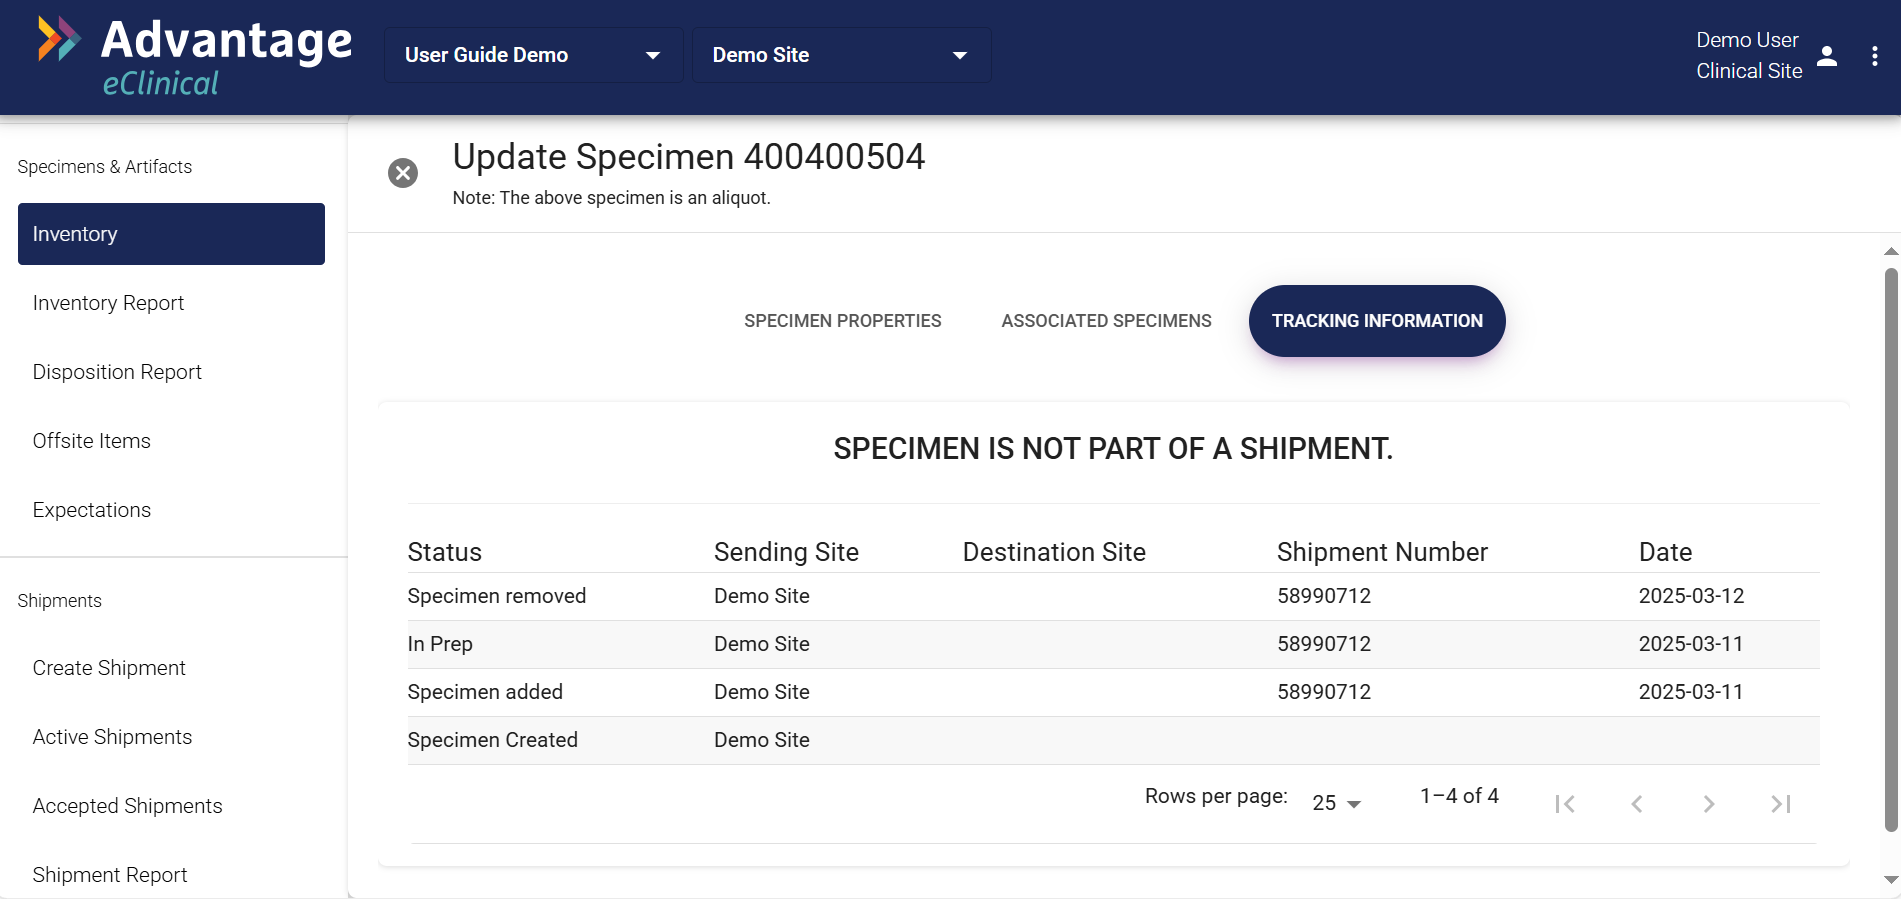 Advantage
eClinical
User Guide Demo
Demo Site
Demo User
Clinical Site
Specimens & Artifacts
Inventory
Inventory Report
Disposition Report
Offsite Items
Expectations
Shipments
Create Shipment
Active Shipments
Accepted Shipments
Shipment Report
Update Specimen 400400504
Note: The above specimen is an aliquot.
SPECIMEN PROPERTIES
ASSOCIATED SPECIMENS
TRACKING INFORMATION
SPECIMEN IS NOT PART OF A SHIPMENT.
Status Sending Site Destination Site Shipment Number Date
Specimen removed Demo Site 58990712 2025-03-12
In Prep Demo Site 58990712 2025-03-11
Specimen added Demo Site 58990712 2025-03-11
Specimen Created Demo Site
Rows per page: 25 1–4 of 4